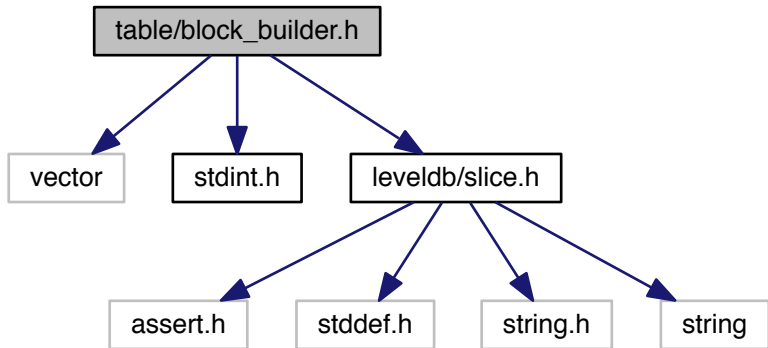 table/block_builder.h
vector
stdint.h
leveldb/slice.h
assert.h
stddef.h
string.h
string